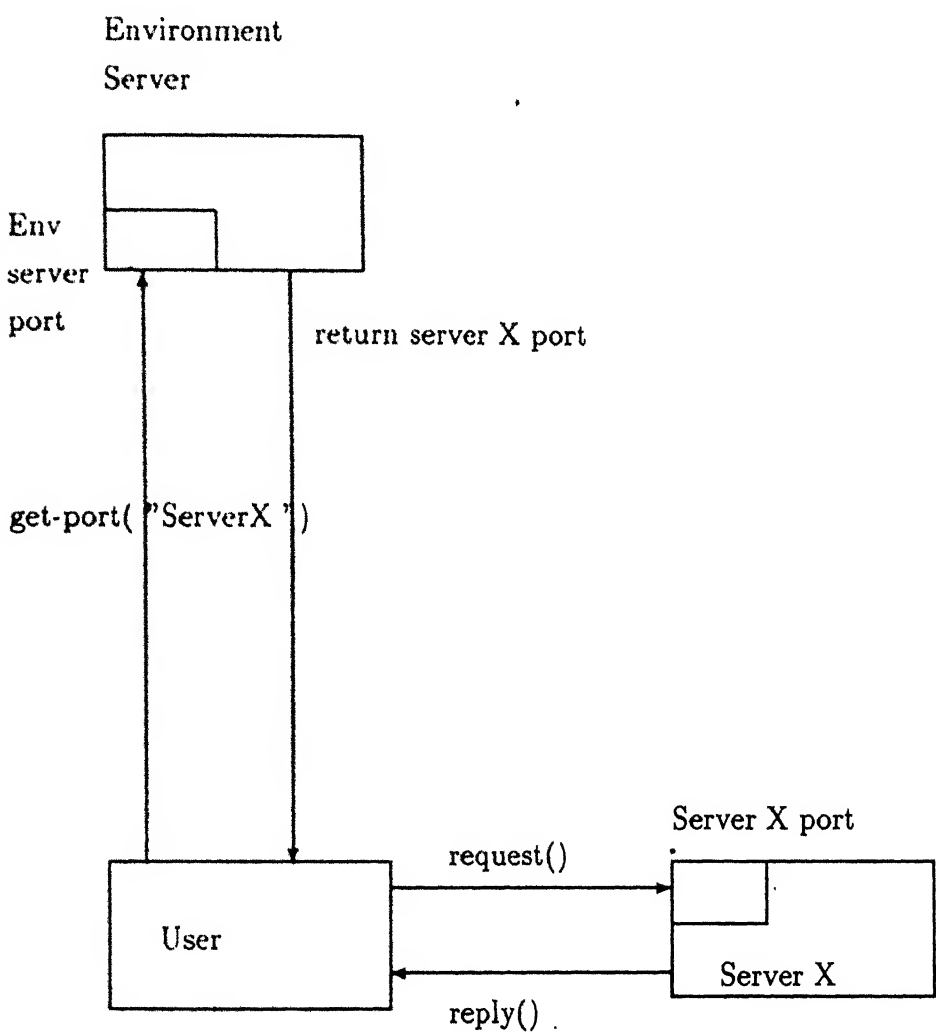 Environment
Server
Env
server
port
return server X port
get-port( "ServerX ")
Server X port
request()
User
Server X
reply()